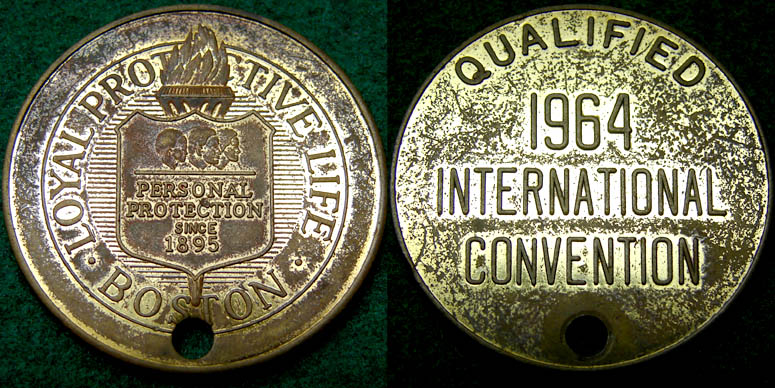 · LOYAL PROTECTIVE LIFE ·
BOSTON
PERSONAL
PROTECTION
SINCE
1895
QUALIFIED
1964
INTERNATIONAL
CONVENTION